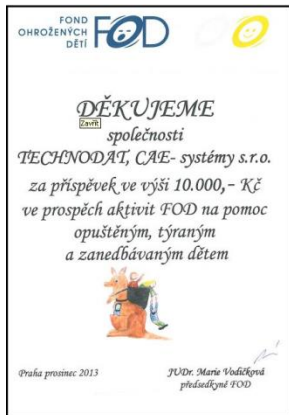 FOND
OHROŽENÝCH
DĚTÍ
FOD
DĚKUJEME
Zavřít
společnosti
TECHNODAT, CAE- systémy s.r.o.
za příspěvek ve výši 10.000,- Kč
ve prospěch aktivit FOD na pomoc
opuštěným, týraným
a zanedbávaným dětem
Praha prosinec 2013
JUDr. Marie Vodičková
předsedkyně FOD